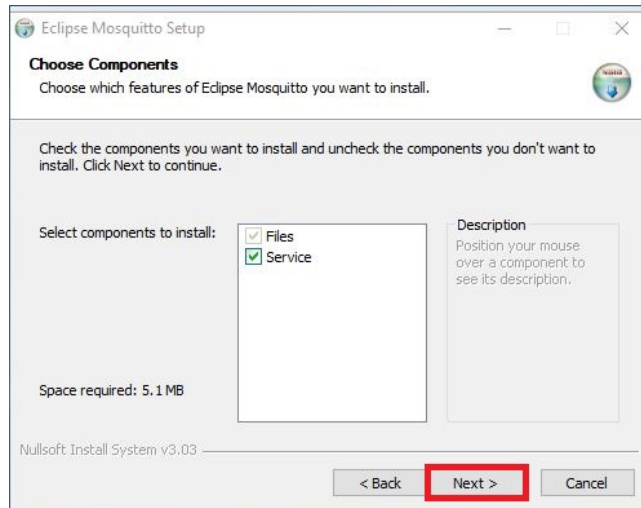 Eclipse Mosquitto Setup
Choose Components
Choose which features of Eclipse Mosquitto you want to install.
Check the components you want to install and uncheck the components you don't want to
install. Click Next to continue.
Select components to install:
Files
Service
Description
Position your mouse
over a component to
see its description.
Space required: 5.1 MB
Nullsoft Install System v3.03
< Back
Next >
Cancel